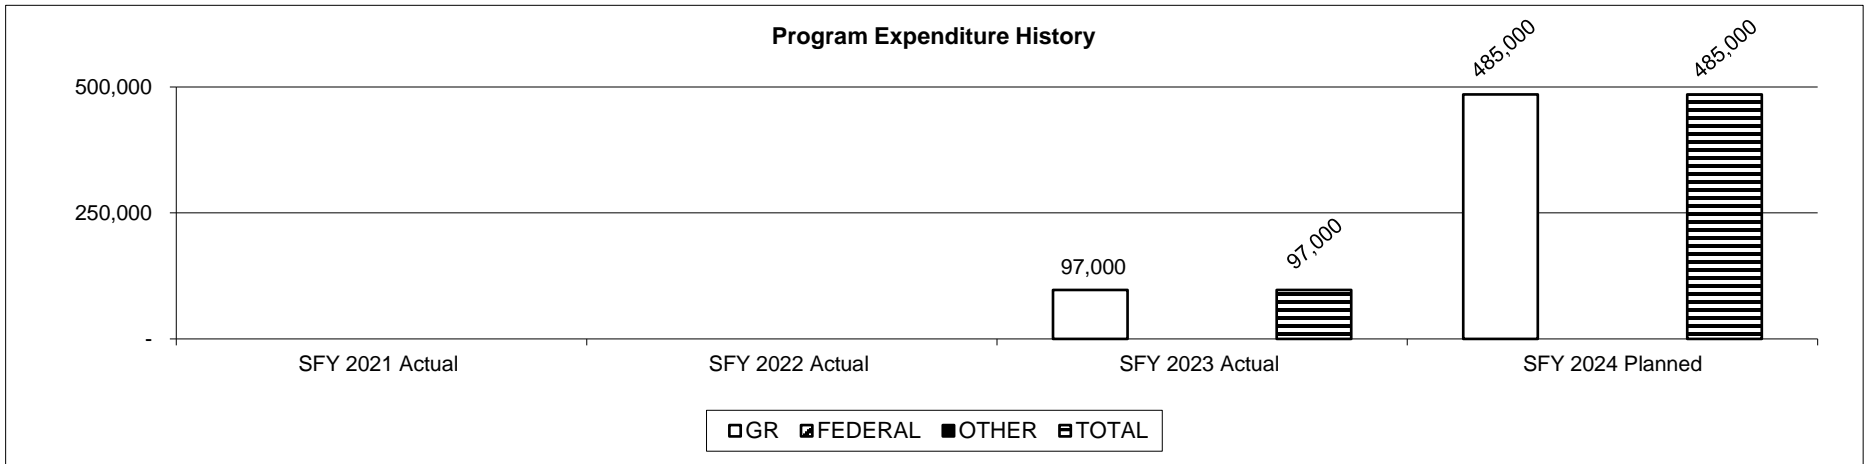 Program Expenditure History
485,000
485,000
500,000
250,000
97,000
97,000
-
SFY 2021 Actual
SFY 2022 Actual
SFY 2023 Actual
SFY 2024 Planned
GR FEDERAL OTHER TOTAL